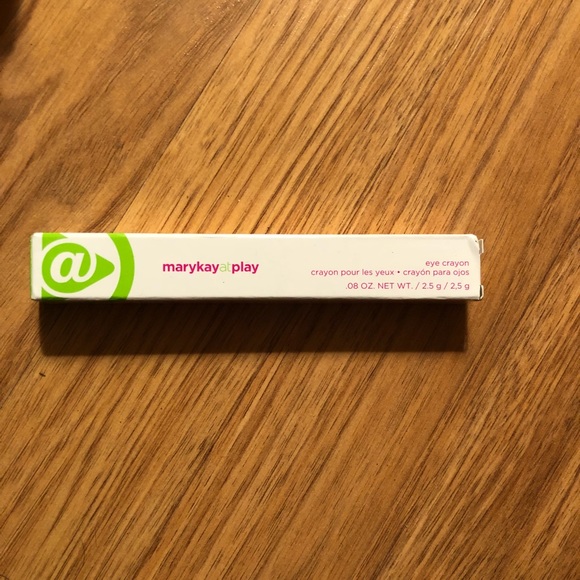 @
marykayatplay
eye crayon
crayon pour les yeux • crayón para ojos
.08 OZ. NET WT. / 2.5 g / 2,5 g